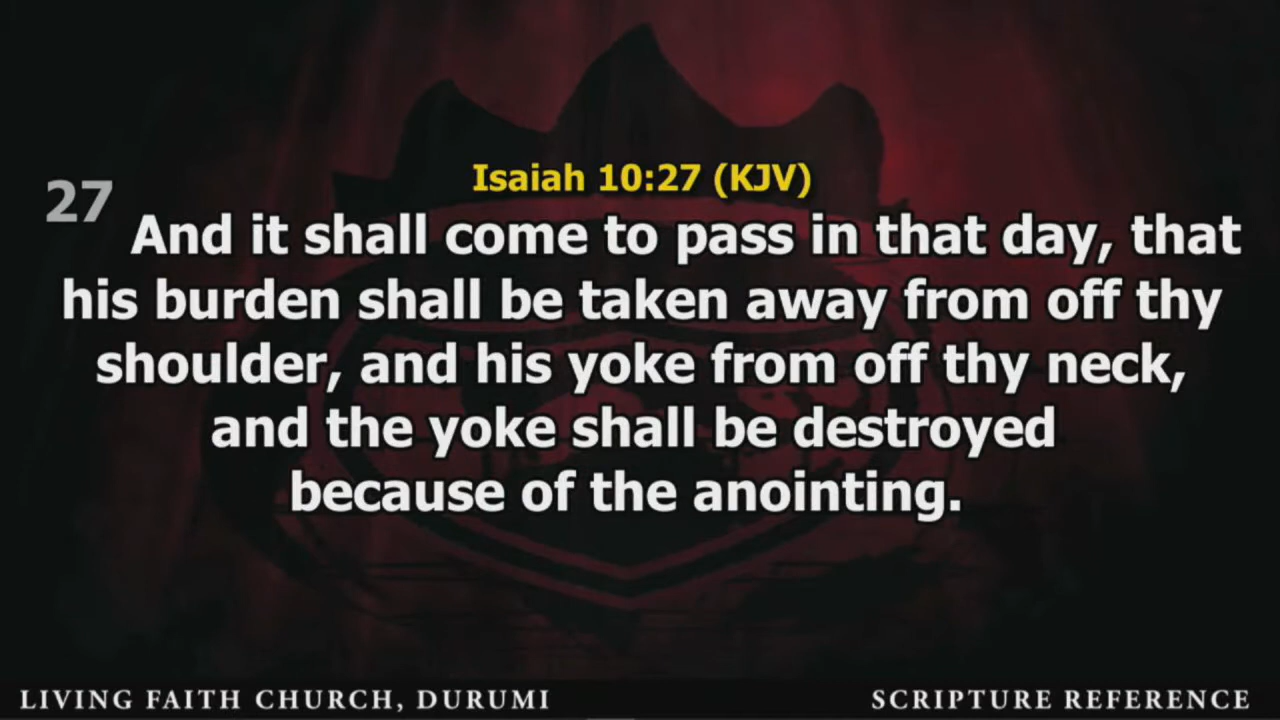 Isaiah 10:27 (KJV)
27 And it shall come to pass in that day, that
his burden shall be taken away from off thy
shoulder, and his yoke from off thy neck,
and the yoke shall be destroyed
because of the anointing.
LIVING FAITH CHURCH, DURUMI
SCRIPTURE REFERENCE